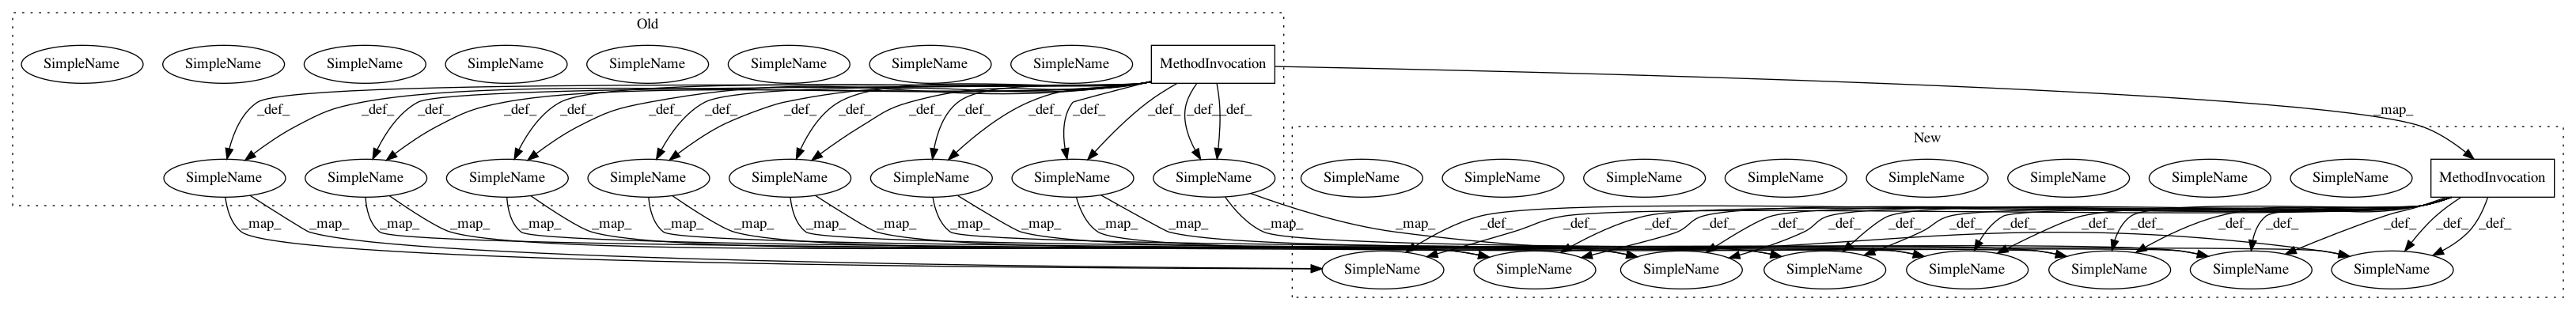 Old
SimpleName SimpleName SimpleName SimpleName SimpleName SimpleName SimpleName SimpleName MethodInvocation
_def_ _def_ _def_ _def_ _def_ _def_ _def_ _def_ _def_ _def_ _def_ _def_ _def_ _def_ _def_ _def_ _map_
New
SimpleName SimpleName SimpleName SimpleName SimpleName SimpleName SimpleName SimpleName SimpleName SimpleName SimpleName SimpleName SimpleName SimpleName SimpleName SimpleName MethodInvocation
_map_ _map_ _map_ _map_ _map_ _map_ _map_ _map_ _map_ _map_ _map_ _map_ _map_ _map_ _map_ _map_ _def_ _def_ _def_ _def_ _def_ _def_ _def_ _def_ _def_ _def_ _def_ _def_ _def_ _def_ _def_ _def_
SimpleName SimpleName SimpleName SimpleName SimpleName SimpleName SimpleName SimpleName